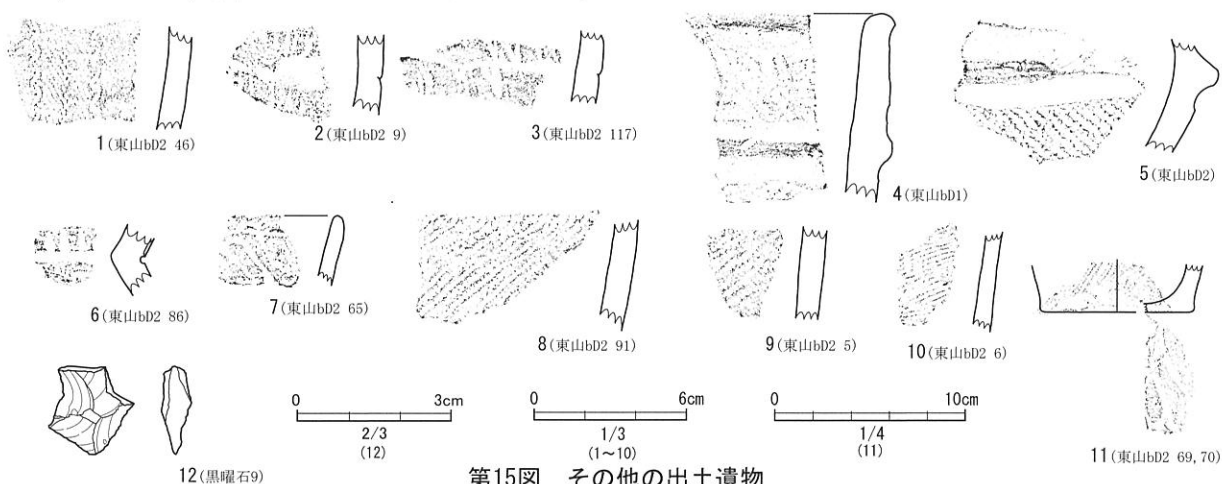 1(東山bD2 46)
2(東山bD2 9)
3(東山bD2 117)
4(東山bD1)
5(東山bD2)
6(東山bD2 86)
7(東山bD2 65)
8(東山bD2 91)
9(東山bD2 5)
10(東山bD2 6)
11(東山bD2 69,70)
12(黒曜石9)
0 3cm
2/3
(12)
0 6cm
1/3
(1~10)
0 10cm
1/4
(11)
第15図 その他の出土遺物